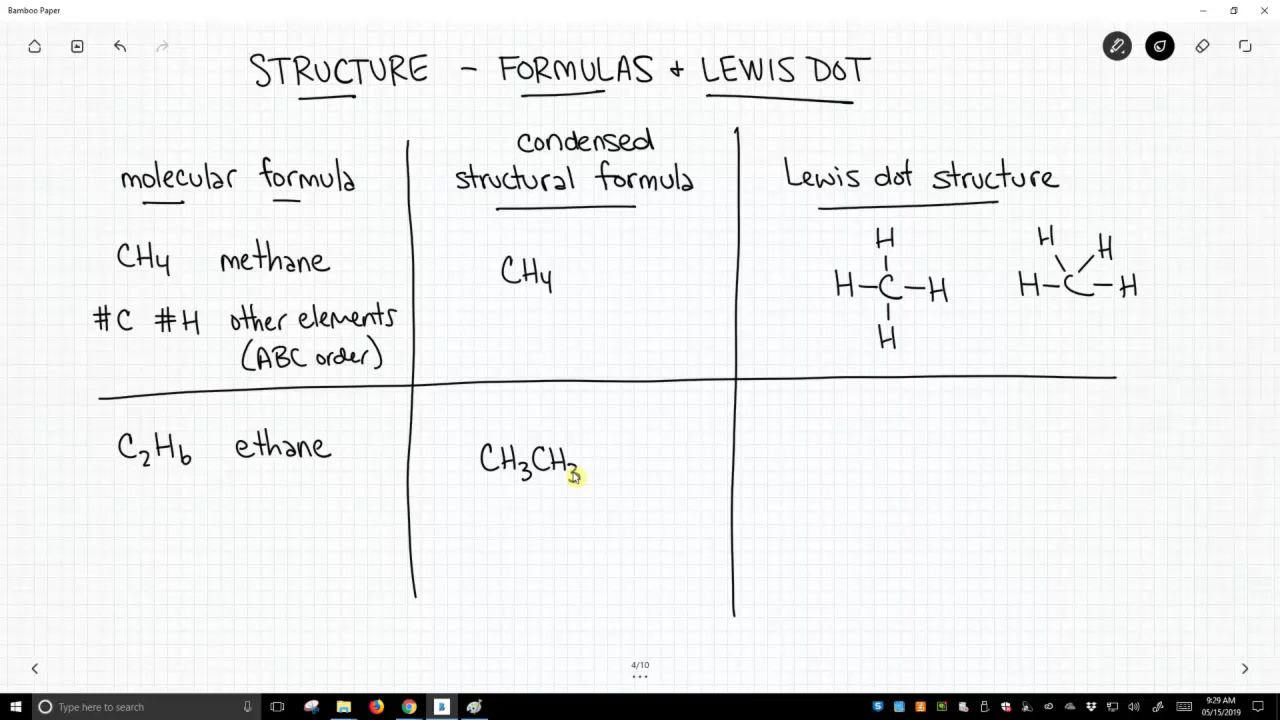 Bamboo Paper
STRUCTURE - FORMULAS + LEWIS DOT
molecular formula
condensed
structural formula
Lewis dot structure
CH4 methane
#C #H other elements
(ABC order)
CH4
H
H-C-H
H
H H
H-C-H
C2H6 ethane
CH3CH3
4/10
Type here to search
9:29 AM
05/15/2019